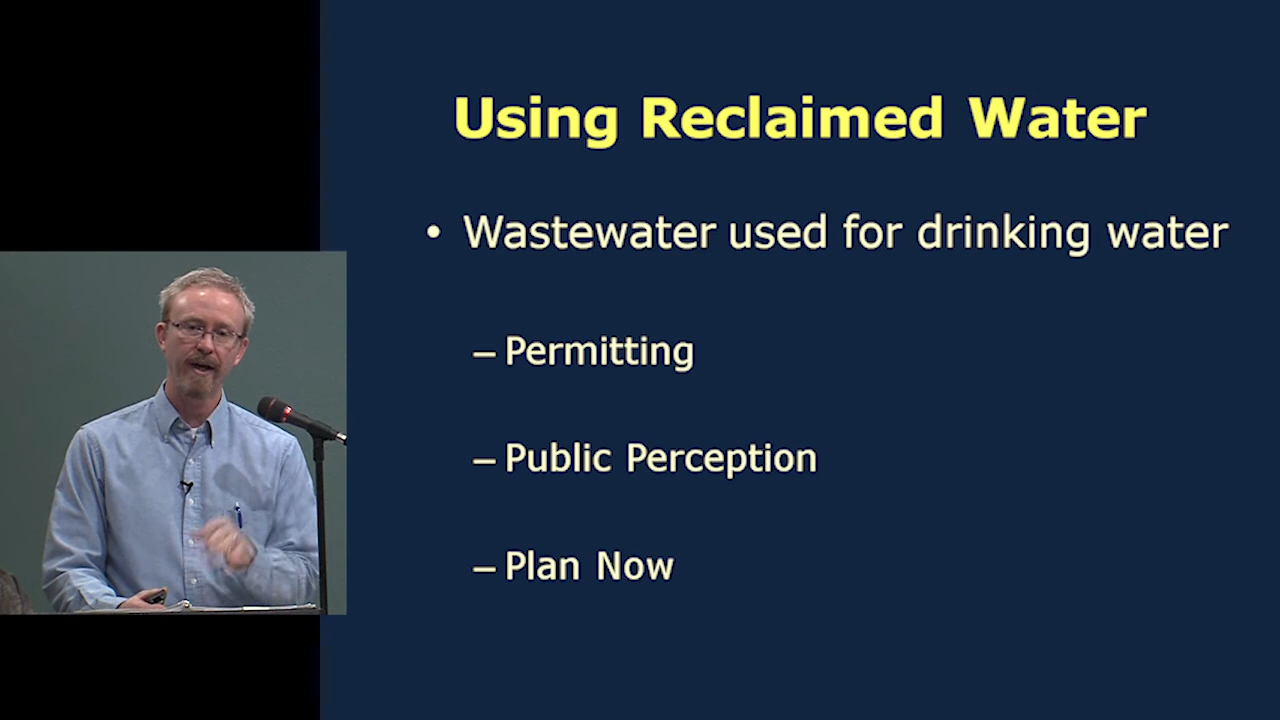 Using Reclaimed Water
• Wastewater used for drinking water
– Permitting
– Public Perception
– Plan Now